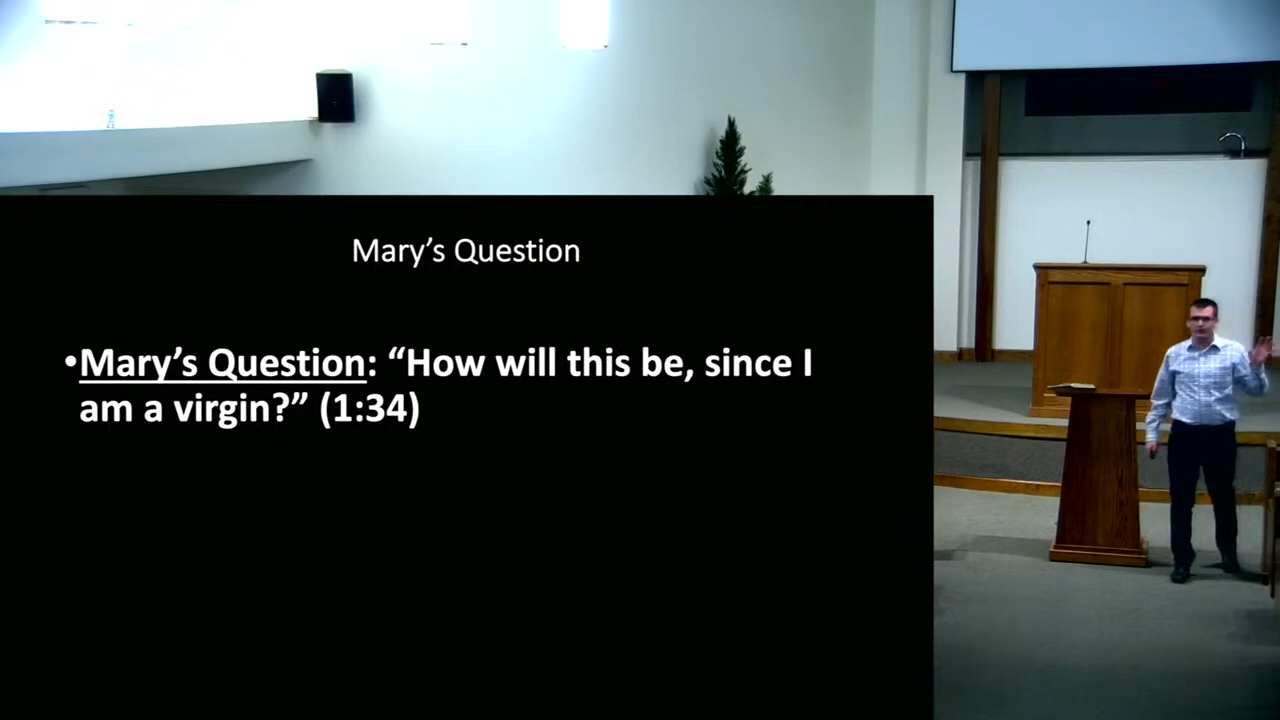 Mary’s Question
•Mary’s Question: “How will this be, since I
am a virgin?” (1:34)